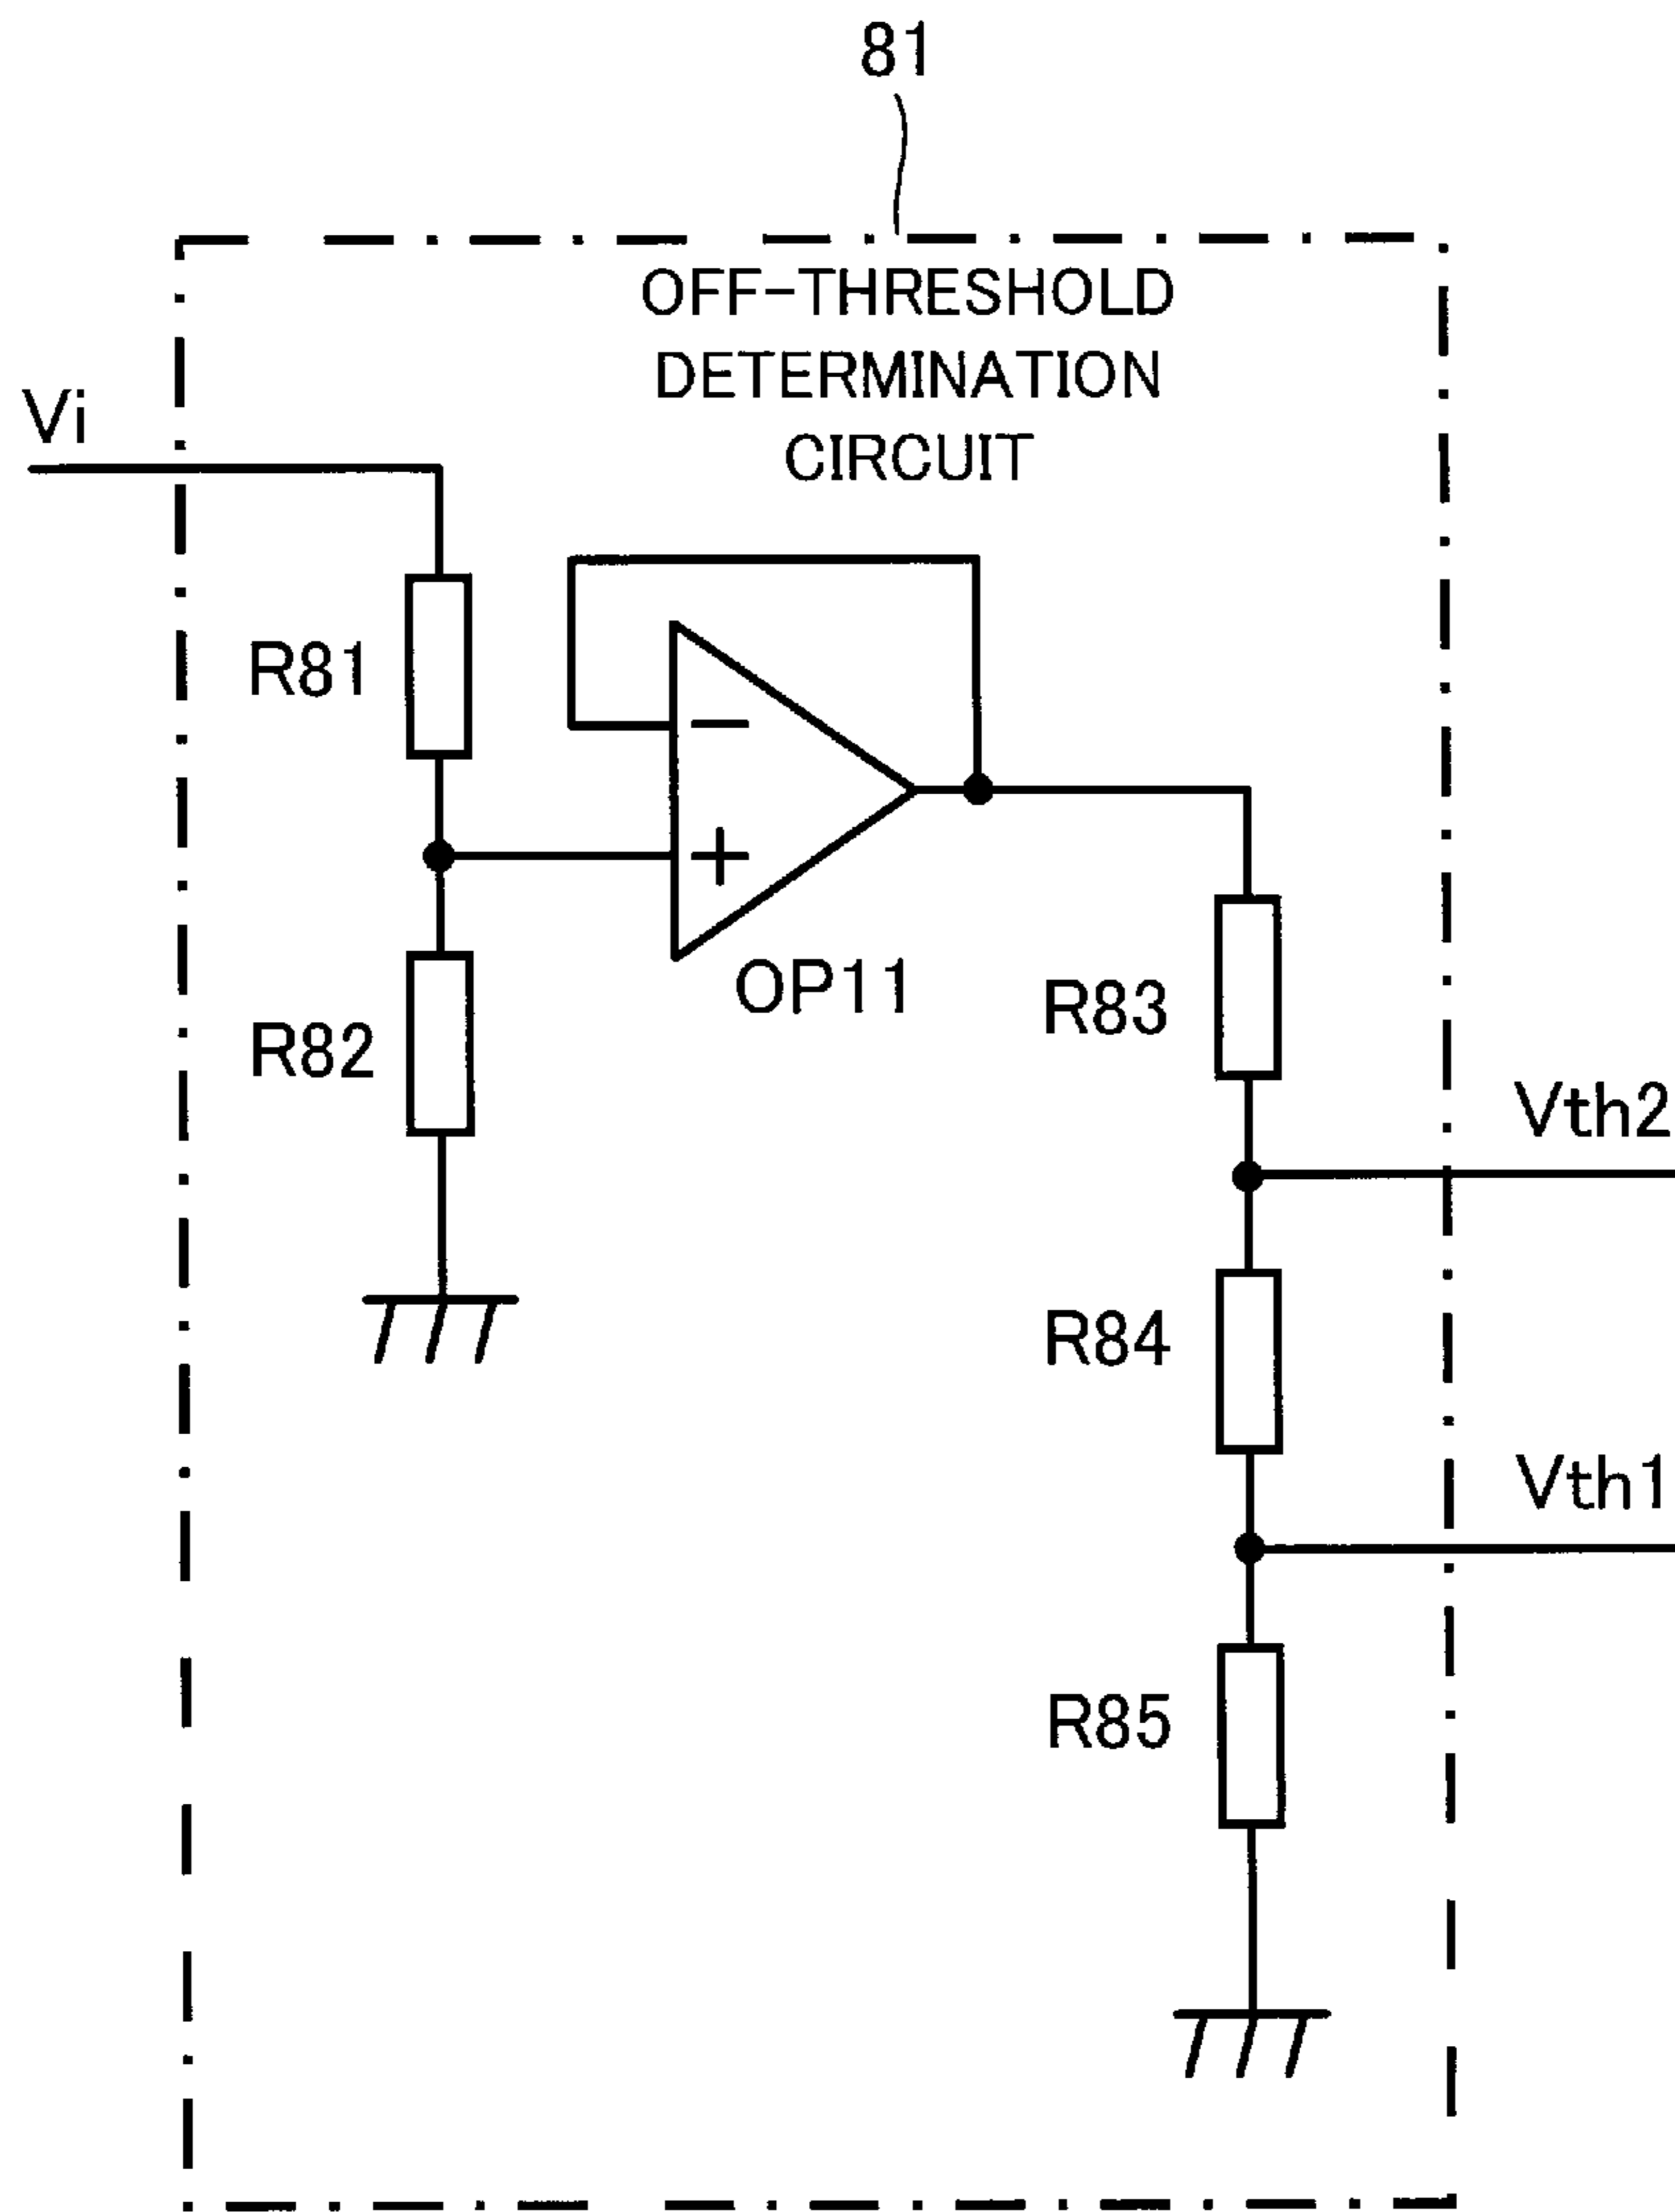 81
OFF-THRESHOLD
DETERMINATION
CIRCUIT
Vi
R81
−
+
OP11
R82
R83
Vth2
R84
Vth1
R85